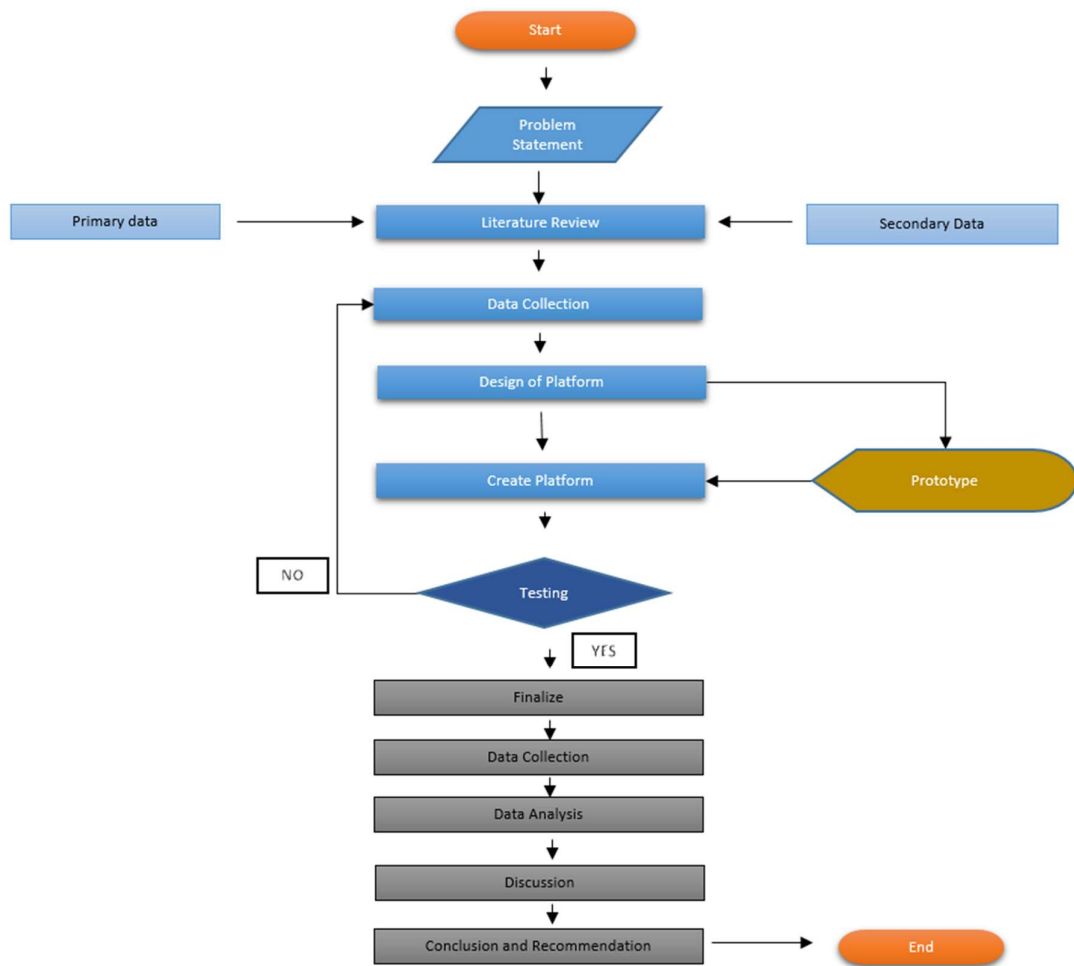 Start
Problem
Statement
Primary data
Literature Review
Secondary Data
Data Collection
Design of Platform
Create Platform
Prototype
NO
Testing
YES
Finalize
Data Collection
Data Analysis
Discussion
Conclusion and Recommendation
End